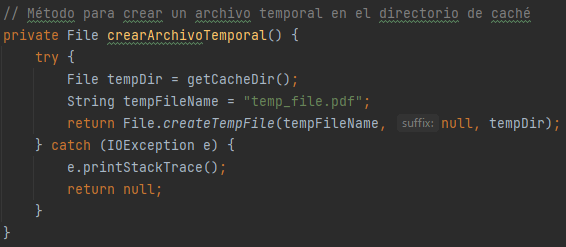 // Método para crear un archivo temporal en el directorio de caché
private File crearArchivoTemporal() {
try {
File tempDir = getCacheDir();
String tempFileName = "temp_file.pdf";
return File.createTempFile(tempFileName, suffix: null, tempDir);
} catch (IOException e) {
e.printStackTrace();
return null;
}
}